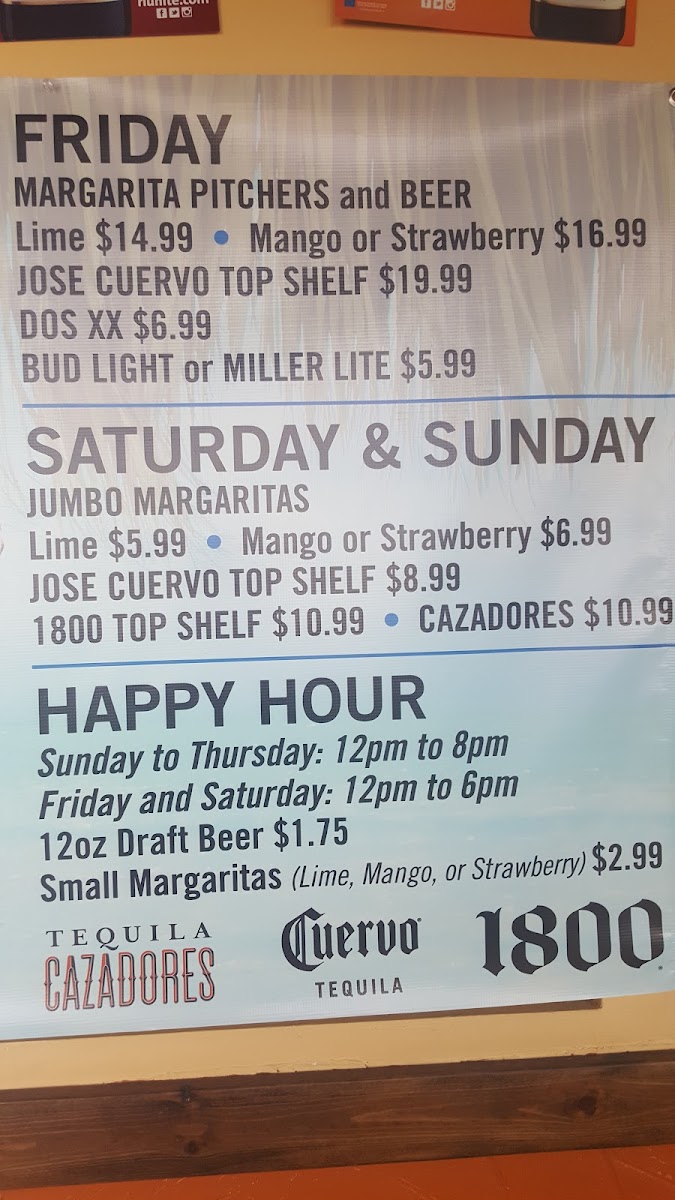 riunite.com
FRIDAY
MARGARITA PITCHERS and BEER
Lime $14.99 • Mango or Strawberry $16.99
JOSE CUERVO TOP SHELF $19.99
DOS XX $6.99
BUD LIGHT or MILLER LITE $5.99
SATURDAY & SUNDAY
JUMBO MARGARITAS
Lime $5.99 • Mango or Strawberry $6.99
JOSE CUERVO TOP SHELF $8.99
1800 TOP SHELF $10.99 • CAZADORES $10.99
HAPPY HOUR
Sunday to Thursday: 12pm to 8pm
Friday and Saturday: 12pm to 6pm
12oz Draft Beer $1.75
Small Margaritas (Lime, Mango, or Strawberry) $2.99
TEQUILA
CAZADORES
Cuervo
TEQUILA
1800